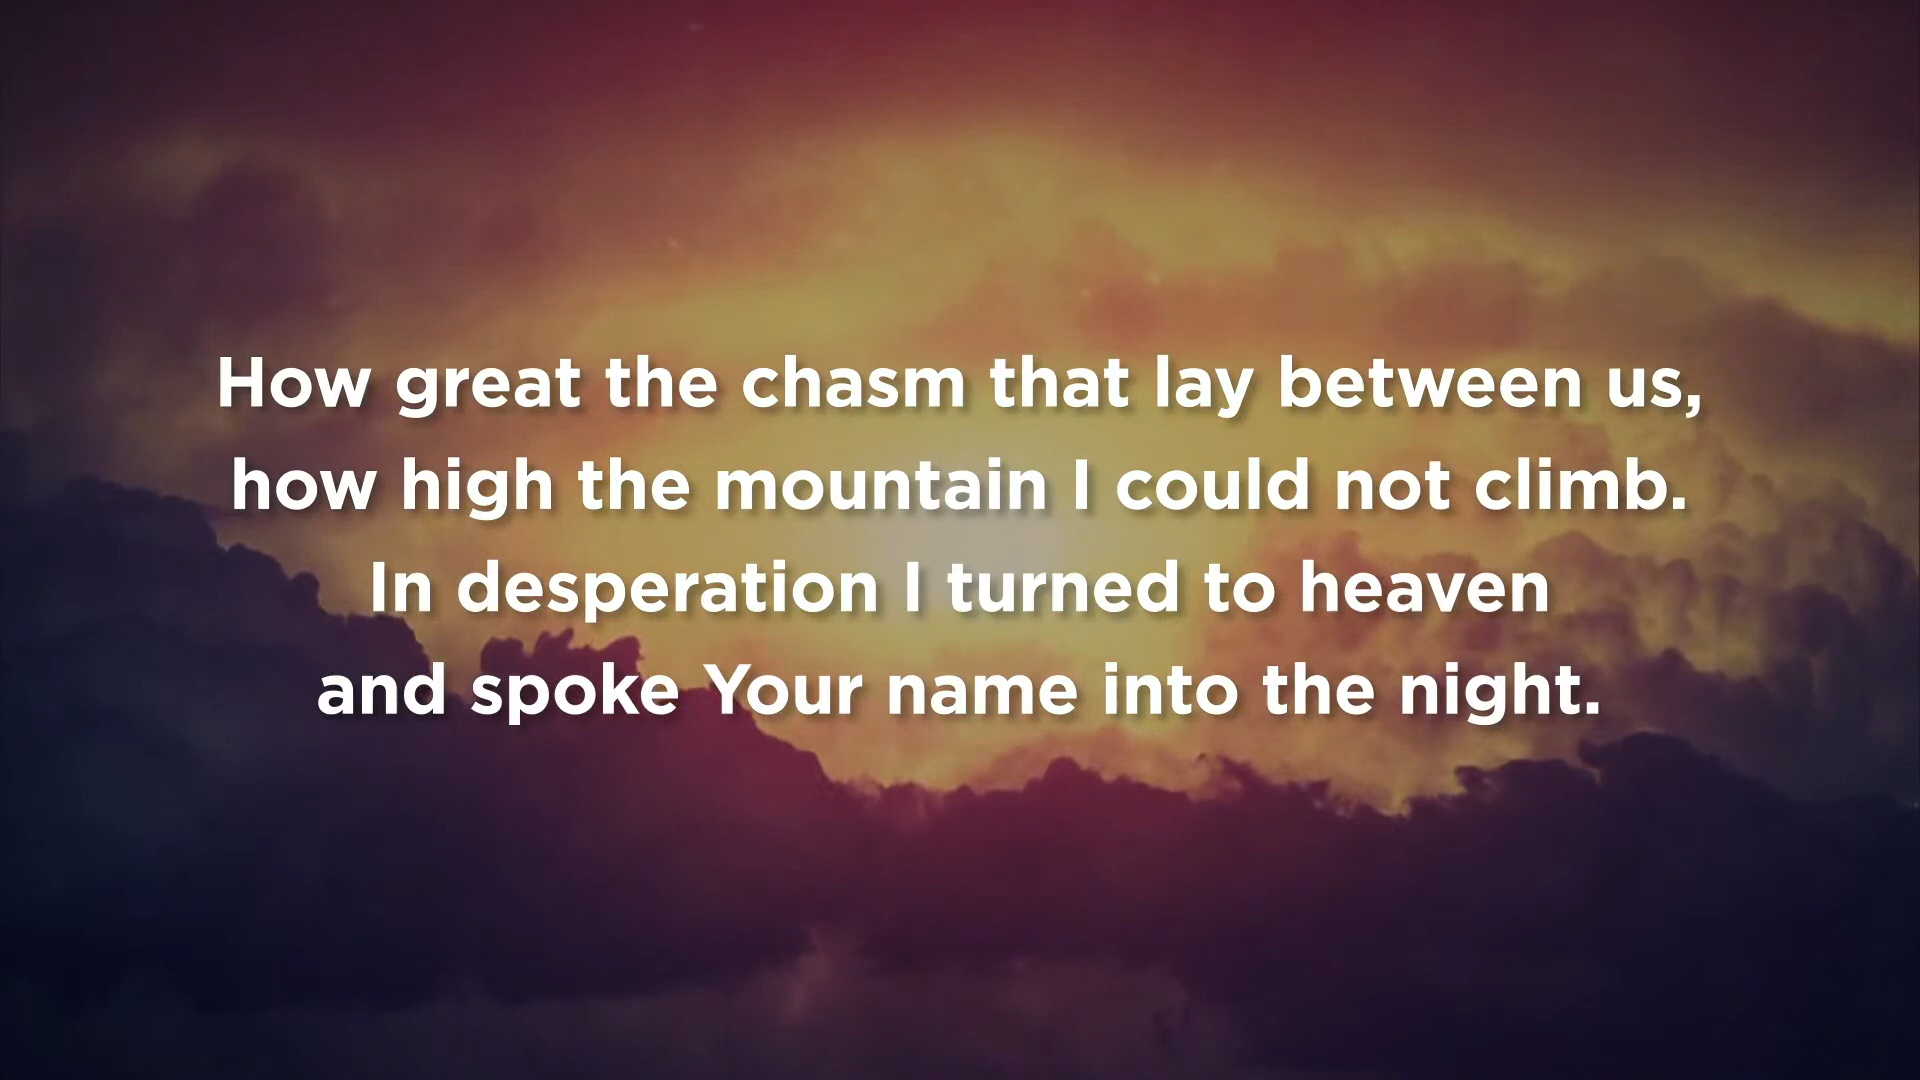 How great the chasm that lay between us,
how high the mountain I could not climb.
In desperation I turned to heaven
and spoke Your name into the night.